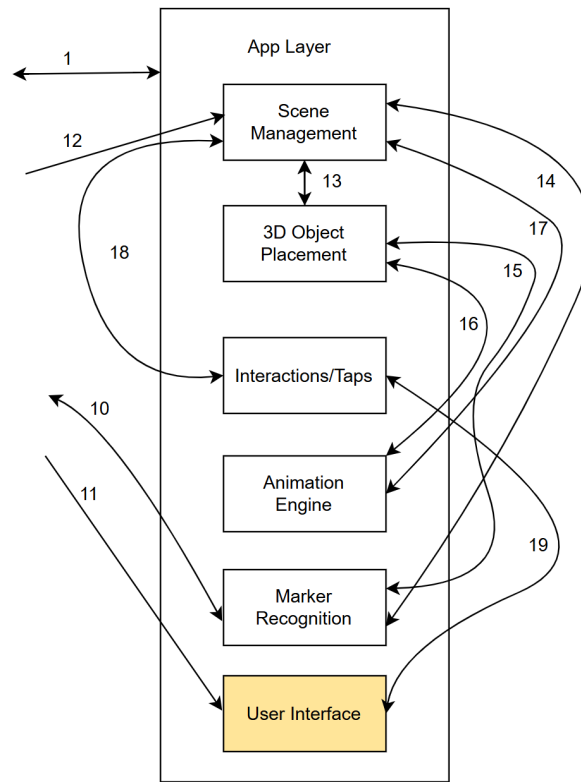 App Layer
1
Scene
Management
12
13
14
17
3D Object
Placement
18
15
16
Interactions/Taps
10
11
Animation
Engine
19
Marker
Recognition
User Interface